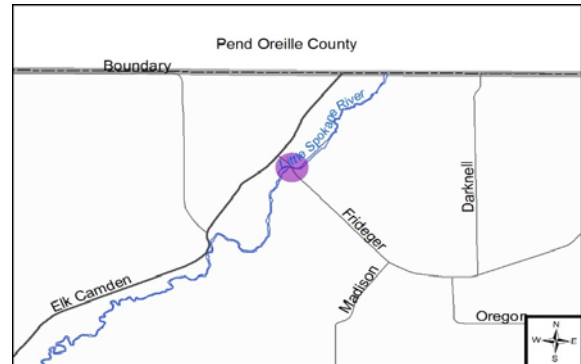 Pend Oreille County
Boundary
Little Spokane River
Darknell
Frideger
Elk Camden
Madison
Oregon
N
W E
S